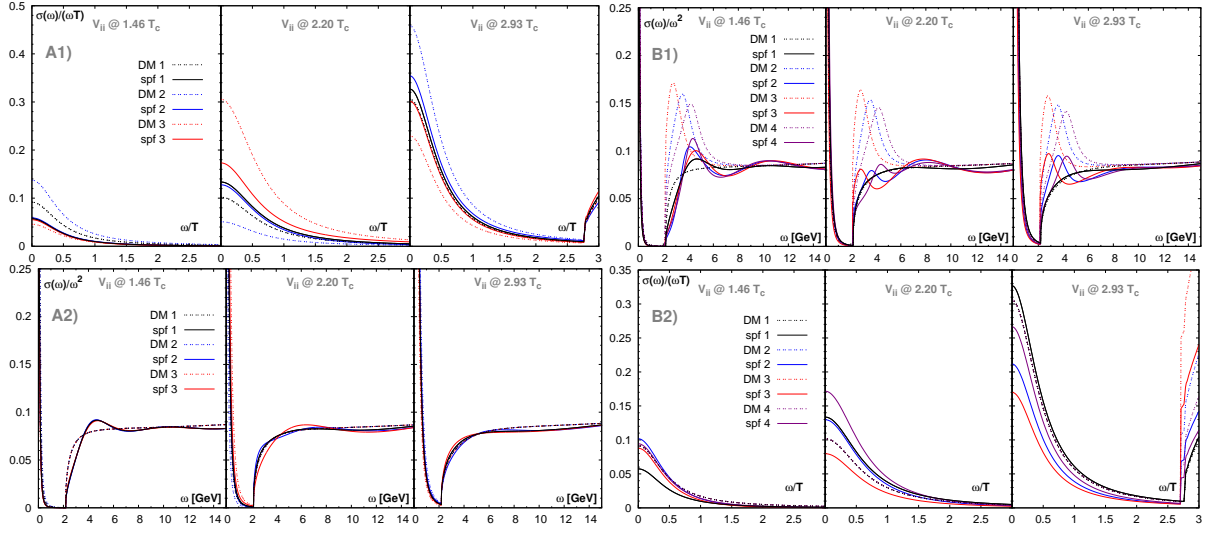 σ(ω)/(ωT)
V_ii @ 1.46 T_c
V_ii @ 2.20 T_c
V_ii @ 2.93 T_c
A1)
DM 1
spf 1
DM 2
spf 2
DM 3
spf 3
0.5
0.4
0.3
0.2
0.1
0
ω/T
ω/T
ω/T
0 0.5 1 1.5 2 2.5
0 0.5 1 1.5 2 2.5
0 0.5 1 1.5 2 2.5 3
σ(ω)/ω²
V_ii @ 1.46 T_c
V_ii @ 2.20 T_c
V_ii @ 2.93 T_c
B1)
DM 1
spf 1
DM 2
spf 2
DM 3
spf 3
DM 4
spf 4
0.25
0.2
0.15
0.1
0.05
0
ω [GeV]
ω [GeV]
ω [GeV]
0 2 4 6 8 10 12 14
0 2 4 6 8 10 12 14
0 2 4 6 8 10 12 14
σ(ω)/ω²
V_ii @ 1.46 T_c
V_ii @ 2.20 T_c
V_ii @ 2.93 T_c
A2)
DM 1
spf 1
DM 2
spf 2
DM 3
spf 3
0.25
0.2
0.15
0.1
0.05
0
ω [GeV]
ω [GeV]
ω [GeV]
0 2 4 6 8 10 12 14
0 2 4 6 8 10 12 14
0 2 4 6 8 10 12 14
σ(ω)/(ωT)
V_ii @ 1.46 T_c
V_ii @ 2.20 T_c
V_ii @ 2.93 T_c
B2)
DM 1
spf 1
DM 2
spf 2
DM 3
spf 3
DM 4
spf 4
0.35
0.3
0.25
0.2
0.15
0.1
0.05
0
ω/T
ω/T
ω/T
0 0.5 1 1.5 2 2.5
0 0.5 1 1.5 2 2.5
0 0.5 1 1.5 2 2.5 3